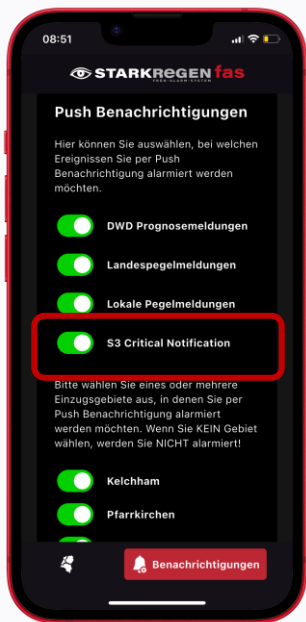 08:51
STARKREGEN fas
FRÜH-ALARM-SYSTEM
Push Benachrichtigungen
Hier können Sie auswählen, bei welchen
Ereignissen Sie per Push
Benachrichtigung alarmiert werden
möchten.
DWD Prognosemeldungen
Landespegelmeldungen
Lokale Pegelmeldungen
S3 Critical Notification
Bitte wählen Sie eines oder mehrere
Einzugsgebiete aus, in denen Sie per
Push Benachrichtigung alarmiert
werden möchten. Wenn Sie KEIN Gebiet
wählen, werden Sie NICHT alarmiert!
Kelchham
Pfarrkirchen
Benachrichtigungen